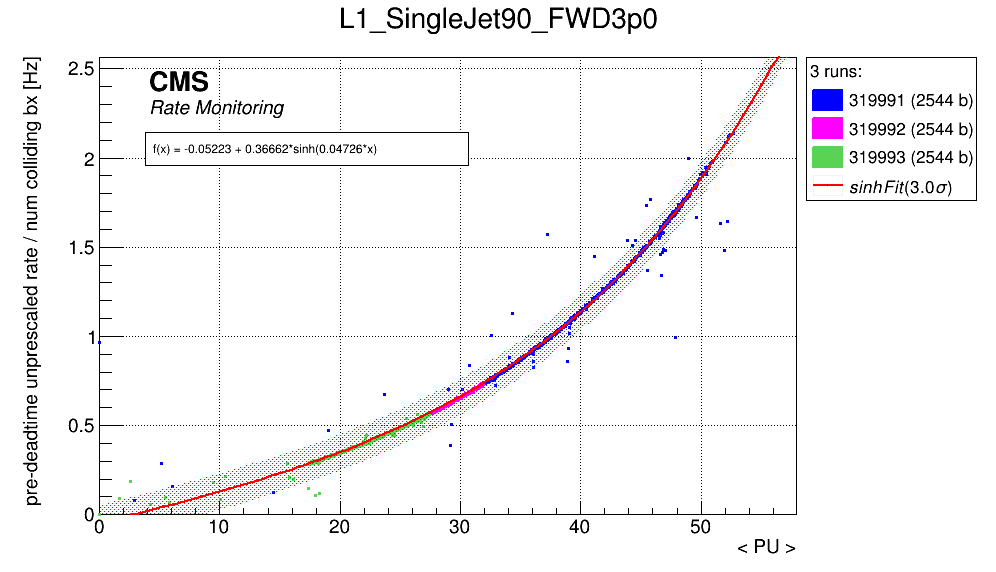 L1_SingleJet90_FWD3p0
pre-deadtime unprescaled rate / num colliding bx [Hz]
2.5
2
1.5
1
0.5
0
CMS
Rate Monitoring
f(x) = -0.05223 + 0.36662*sinh(0.04726*x)
3 runs:
319991 (2544 b)
319992 (2544 b)
319993 (2544 b)
sinhFit(3.0σ)
0 10 20 30 40 50
< PU >